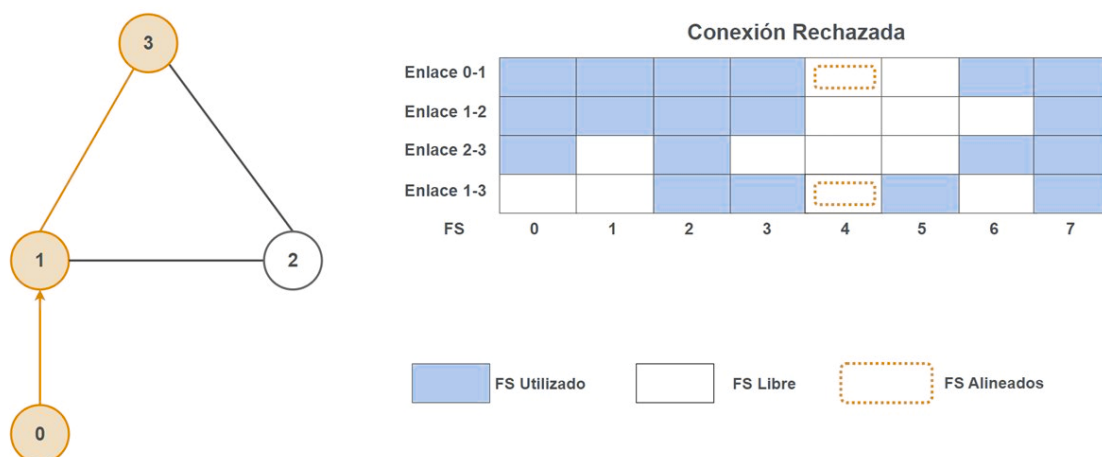 3
1
2
0
Conexión Rechazada
Enlace 0-1
Enlace 1-2
Enlace 2-3
Enlace 1-3
FS 0 1 2 3 4 5 6 7
FS Utilizado FS Libre FS Alineados